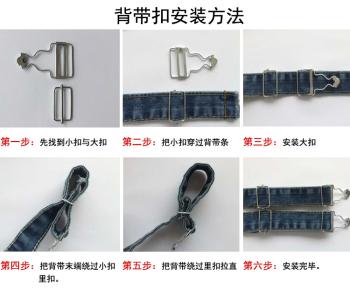 背带扣安装方法
第一步：先找到小扣与大扣
第二步：把小扣穿过背带条
第三步：安装大扣
第四步：把背带末端绕过小扣
里扣。
第五步：把背带绕过里扣拉直
第六步：安装完毕。